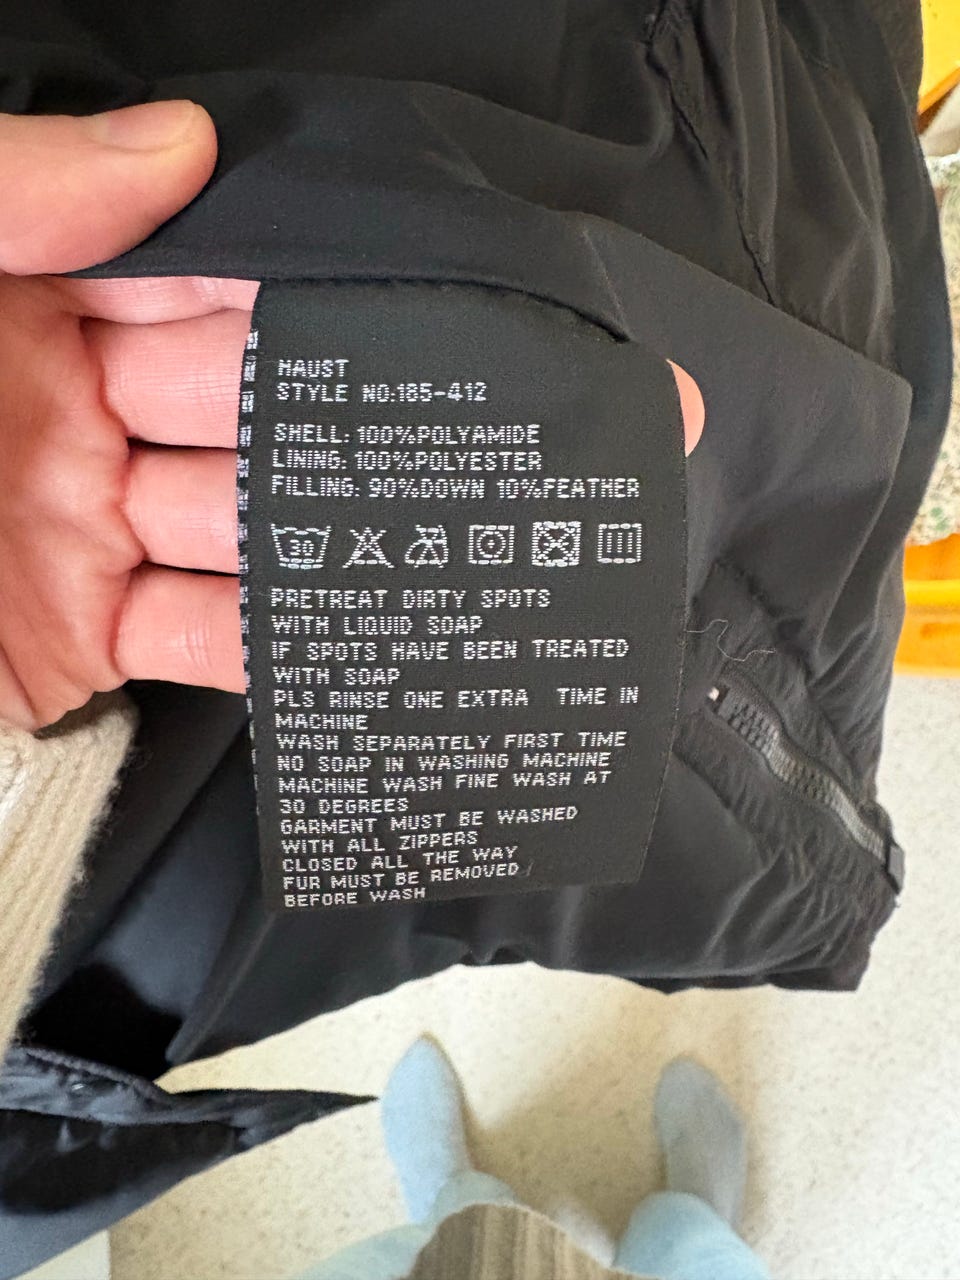 HAUST
STYLE NO:185-412
SHELL: 100%POLYAMIDE
LINING: 100%POLYESTER
FILLING: 90%DOWN 10%FEATHER
30
PRETREAT DIRTY SPOTS
WITH LIQUID SOAP
IF SPOTS HAVE BEEN TREATED
WITH SOAP
PLS RINSE ONE EXTRA TIME IN
MACHINE
WASH SEPARATELY FIRST TIME
NO SOAP IN WASHING MACHINE
MACHINE WASH FINE WASH AT
30 DEGREES
GARMENT MUST BE WASHED
WITH ALL ZIPPERS
CLOSED ALL THE WAY
FUR MUST BE REMOVED
BEFORE WASH